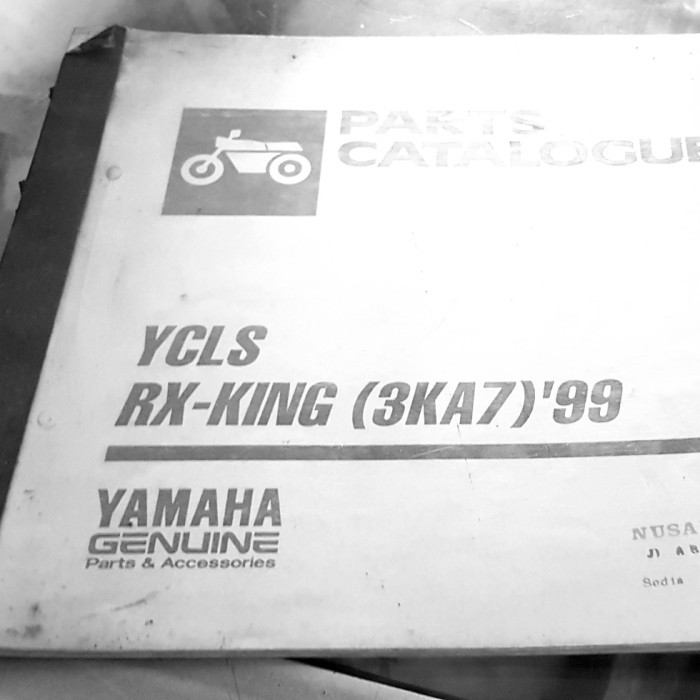 PARTS
CATALOGUE
YCLS
RX-KING (3KA7)'99
YAMAHA
GENUINE
Parts & Accessories
NUSA